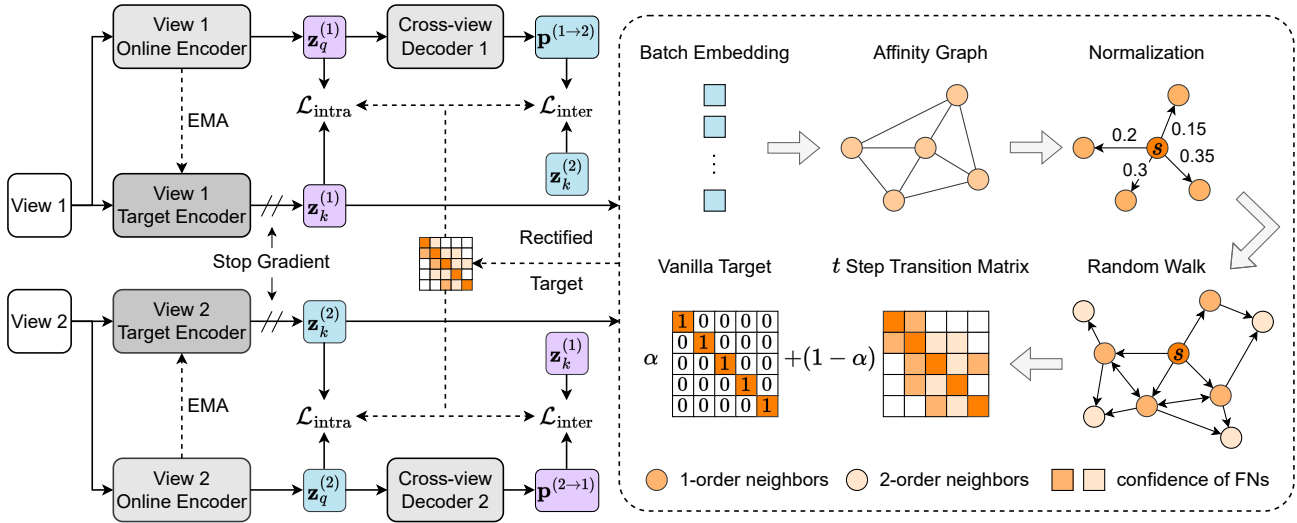 View 1
Online Encoder
z_q^(1)
Cross-view
Decoder 1
p^(1→2)
L_intra
L_inter
EMA
z_k^(2)
View 1
View 1
Target Encoder
z_k^(1)
Stop Gradient
Rectified
Target
View 2
View 2
Target Encoder
z_k^(2)
z_k^(1)
EMA
L_intra
L_inter
View 2
Online Encoder
z_q^(2)
Cross-view
Decoder 2
p^(2→1)
Batch Embedding
Affinity Graph
Normalization
⋮
0.2
0.15
s
0.3
0.35
Vanilla Target
t Step Transition Matrix
Random Walk
s
α
1 0 0 0 0
0 1 0 0 0
0 0 1 0 0
0 0 0 1 0
0 0 0 0 1
+(1 − α)
1-order neighbors
2-order neighbors
confidence of FNs